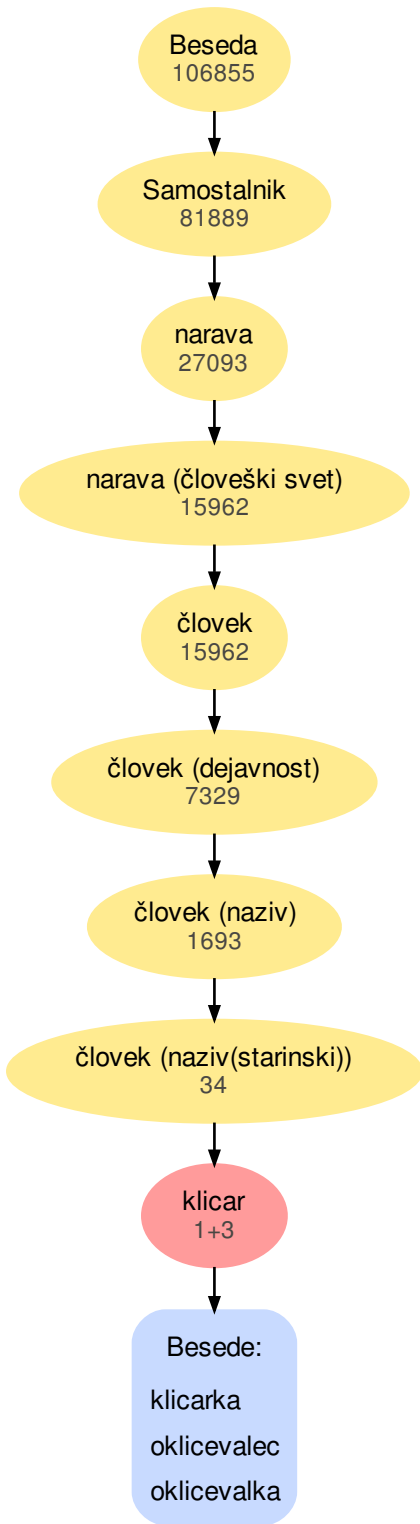 Beseda
106855
Samostalnik
81889
narava
27093
narava (človeški svet)
15962
človek
15962
človek (dejavnost)
7329
človek (naziv)
1693
človek (naziv(starinski))
34
klicar
1+3
Besede:
klicarka
oklicevalec
oklicevalka